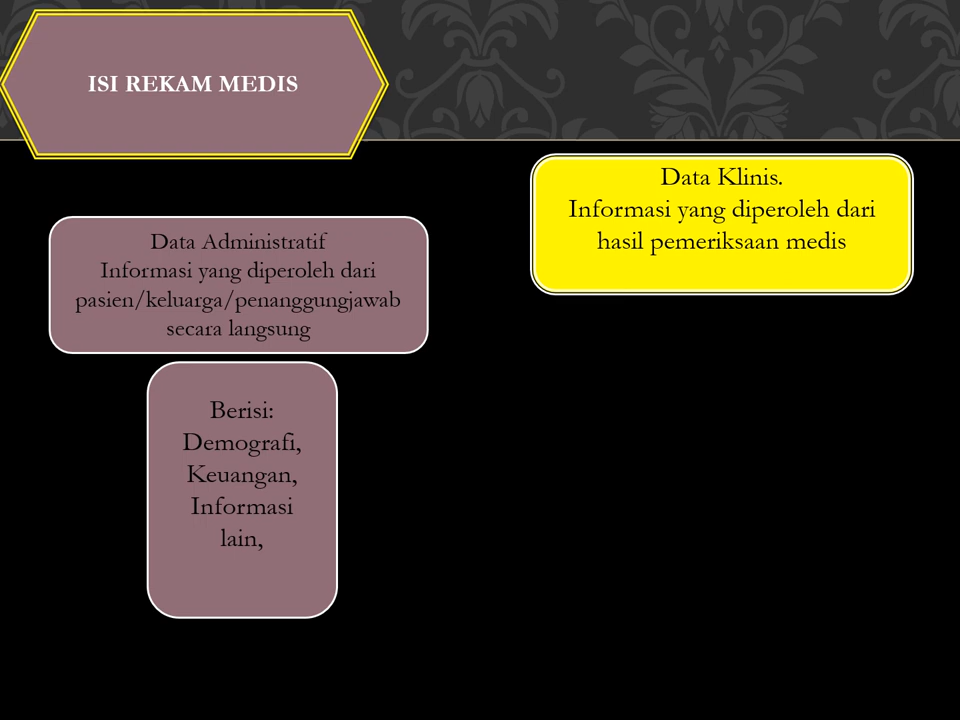 ISI REKAM MEDIS
Data Klinis.
Informasi yang diperoleh dari
hasil pemeriksaan medis
Data Administratif
Informasi yang diperoleh dari
pasien/keluarga/penanggungjawab
secara langsung
Berisi:
Demografi,
Keuangan,
Informasi
lain,